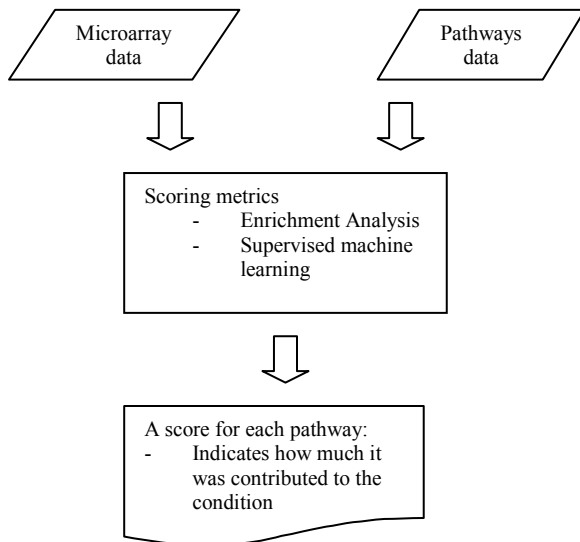 Microarray
data
Pathways
data
Scoring metrics
- Enrichment Analysis
- Supervised machine
learning
A score for each pathway:
- Indicates how much it
was contributed to the
condition